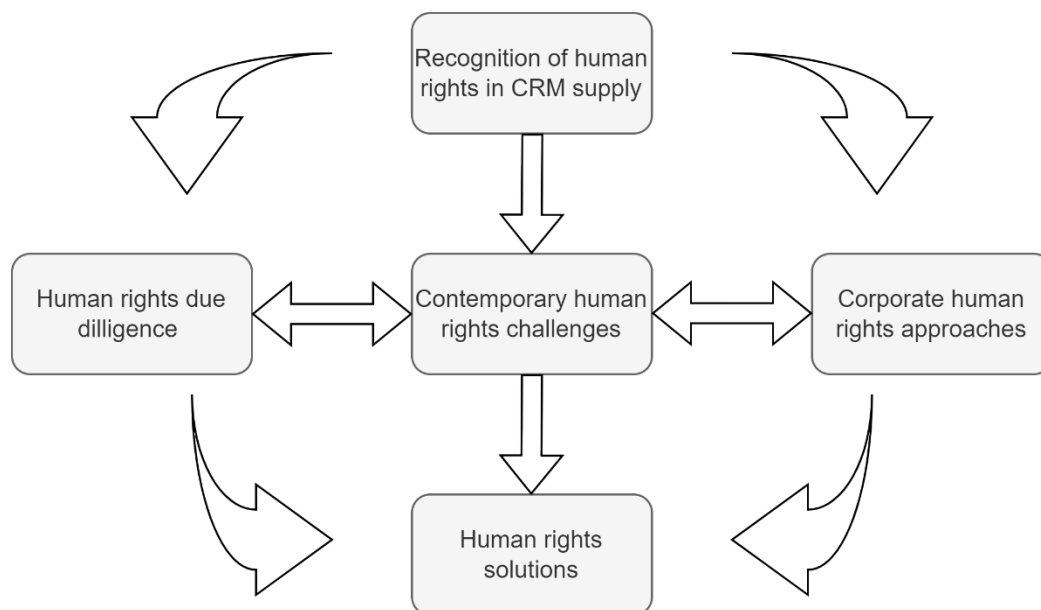 Recognition of human
rights in CRM supply
Human rights due
dilligence
Contemporary human
rights challenges
Corporate human
rights approaches
Human rights
solutions